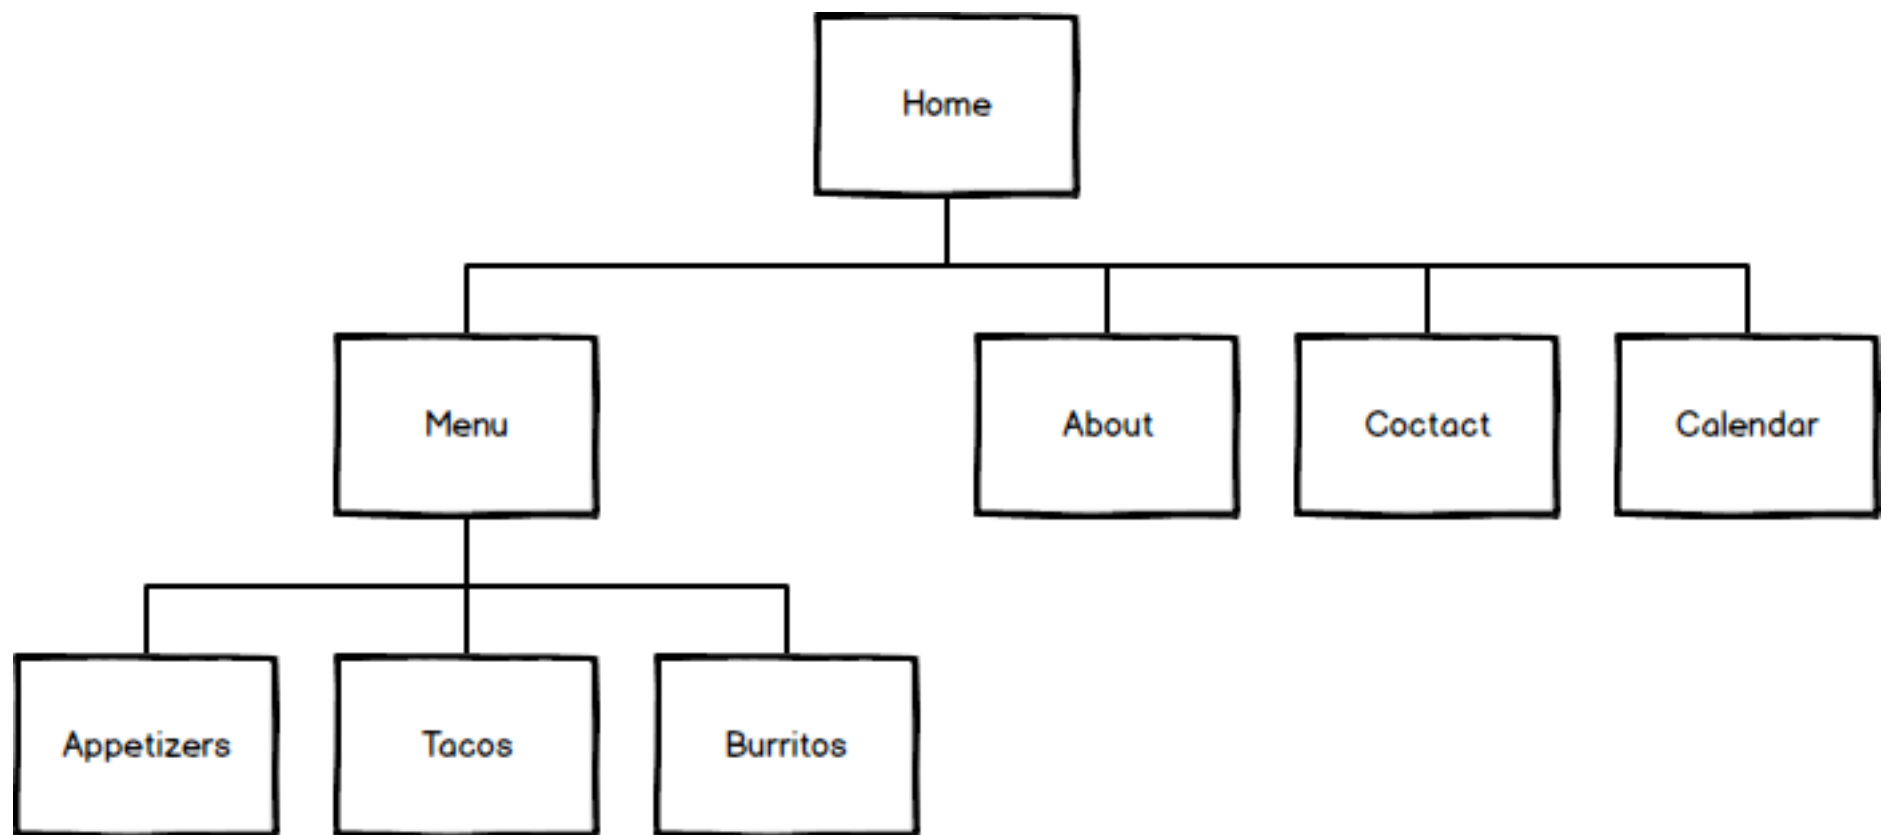 Home
Menu
About
Coctact
Calendar
Appetizers
Tacos
Burritos